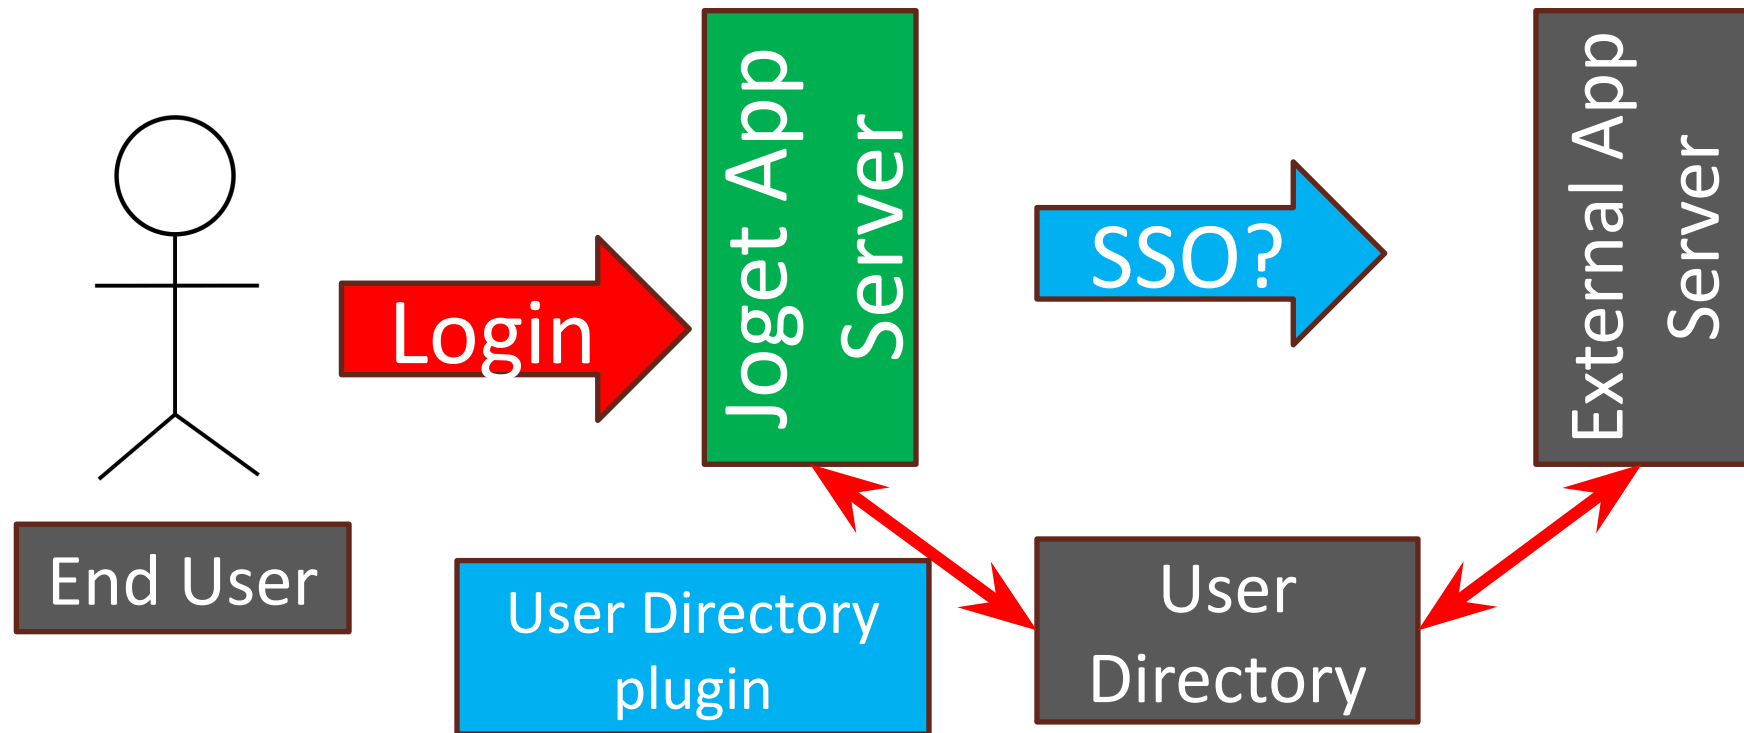 Joget App
Server
External App
Server
SSO?
Login
End User
User Directory
plugin
User
Directory